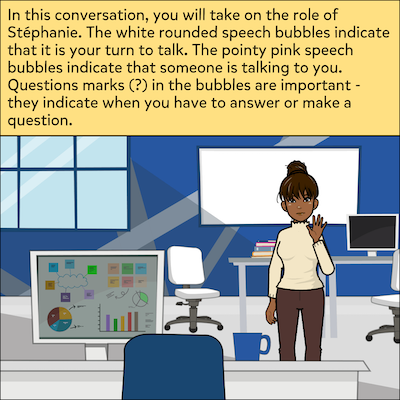 In this conversation, you will take on the role of
Stéphanie. The white rounded speech bubbles indicate
that it is your turn to talk. The pointy pink speech
bubbles indicate that someone is talking to you.
Questions marks (?) in the bubbles are important -
they indicate when you have to answer or make a
question.